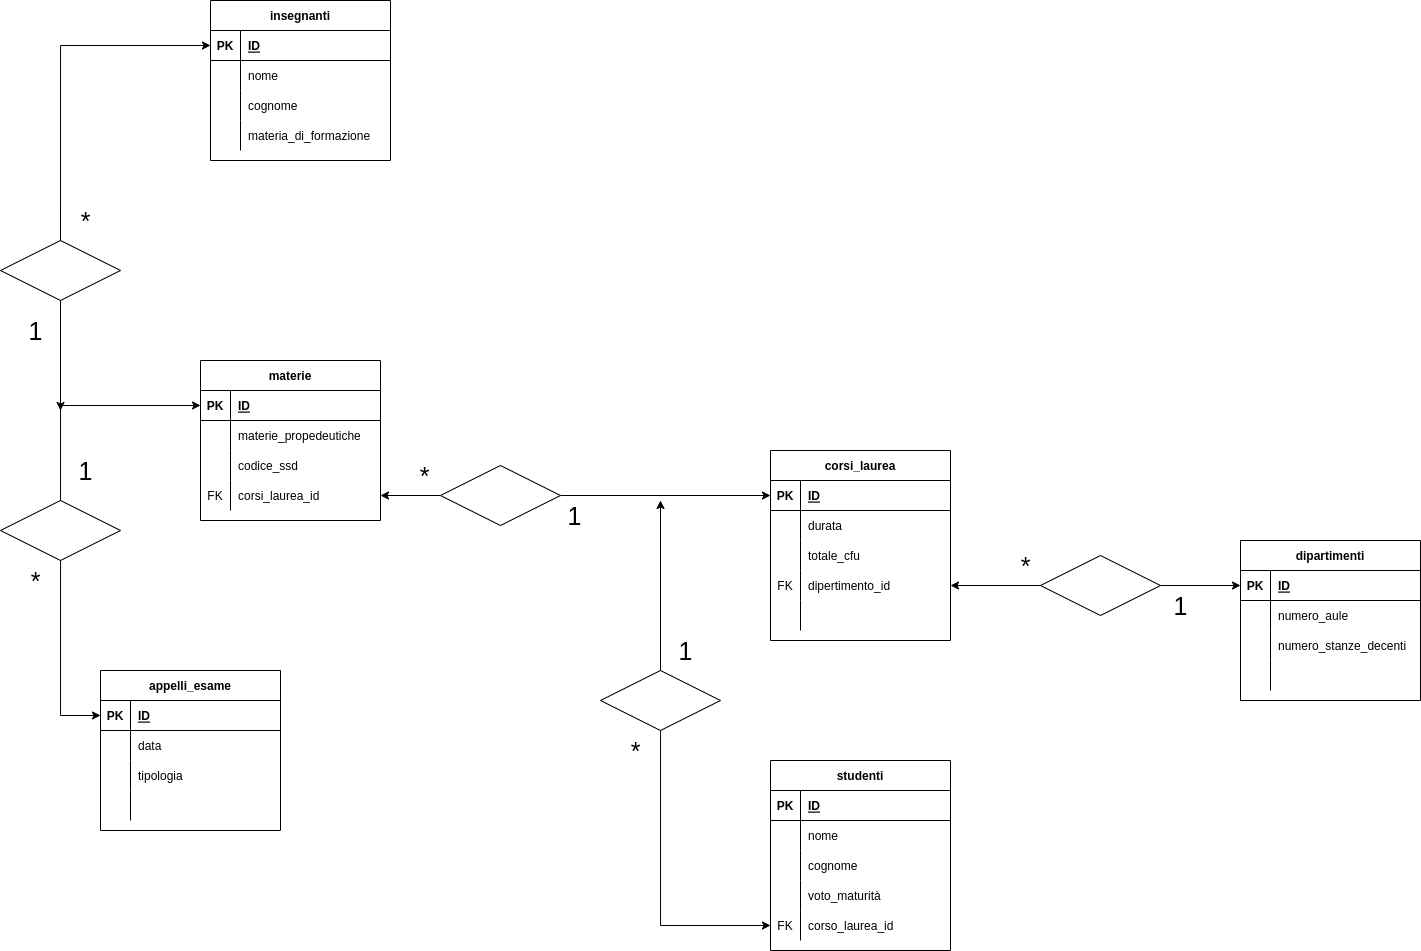 insegnanti
PK ID
nome
cognome
materia_di_formazione
*
1
materie
PK ID
materie_propedeutiche
codice_ssd
FK corsi_laurea_id
*
1
corsi_laurea
PK ID
durata
totale_cfu
FK dipertimento_id
*
1
dipartimenti
PK ID
numero_aule
numero_stanze_decenti
1
*
appelli_esame
PK ID
data
tipologia
1
*
studenti
PK ID
nome
cognome
voto_maturità
FK corso_laurea_id